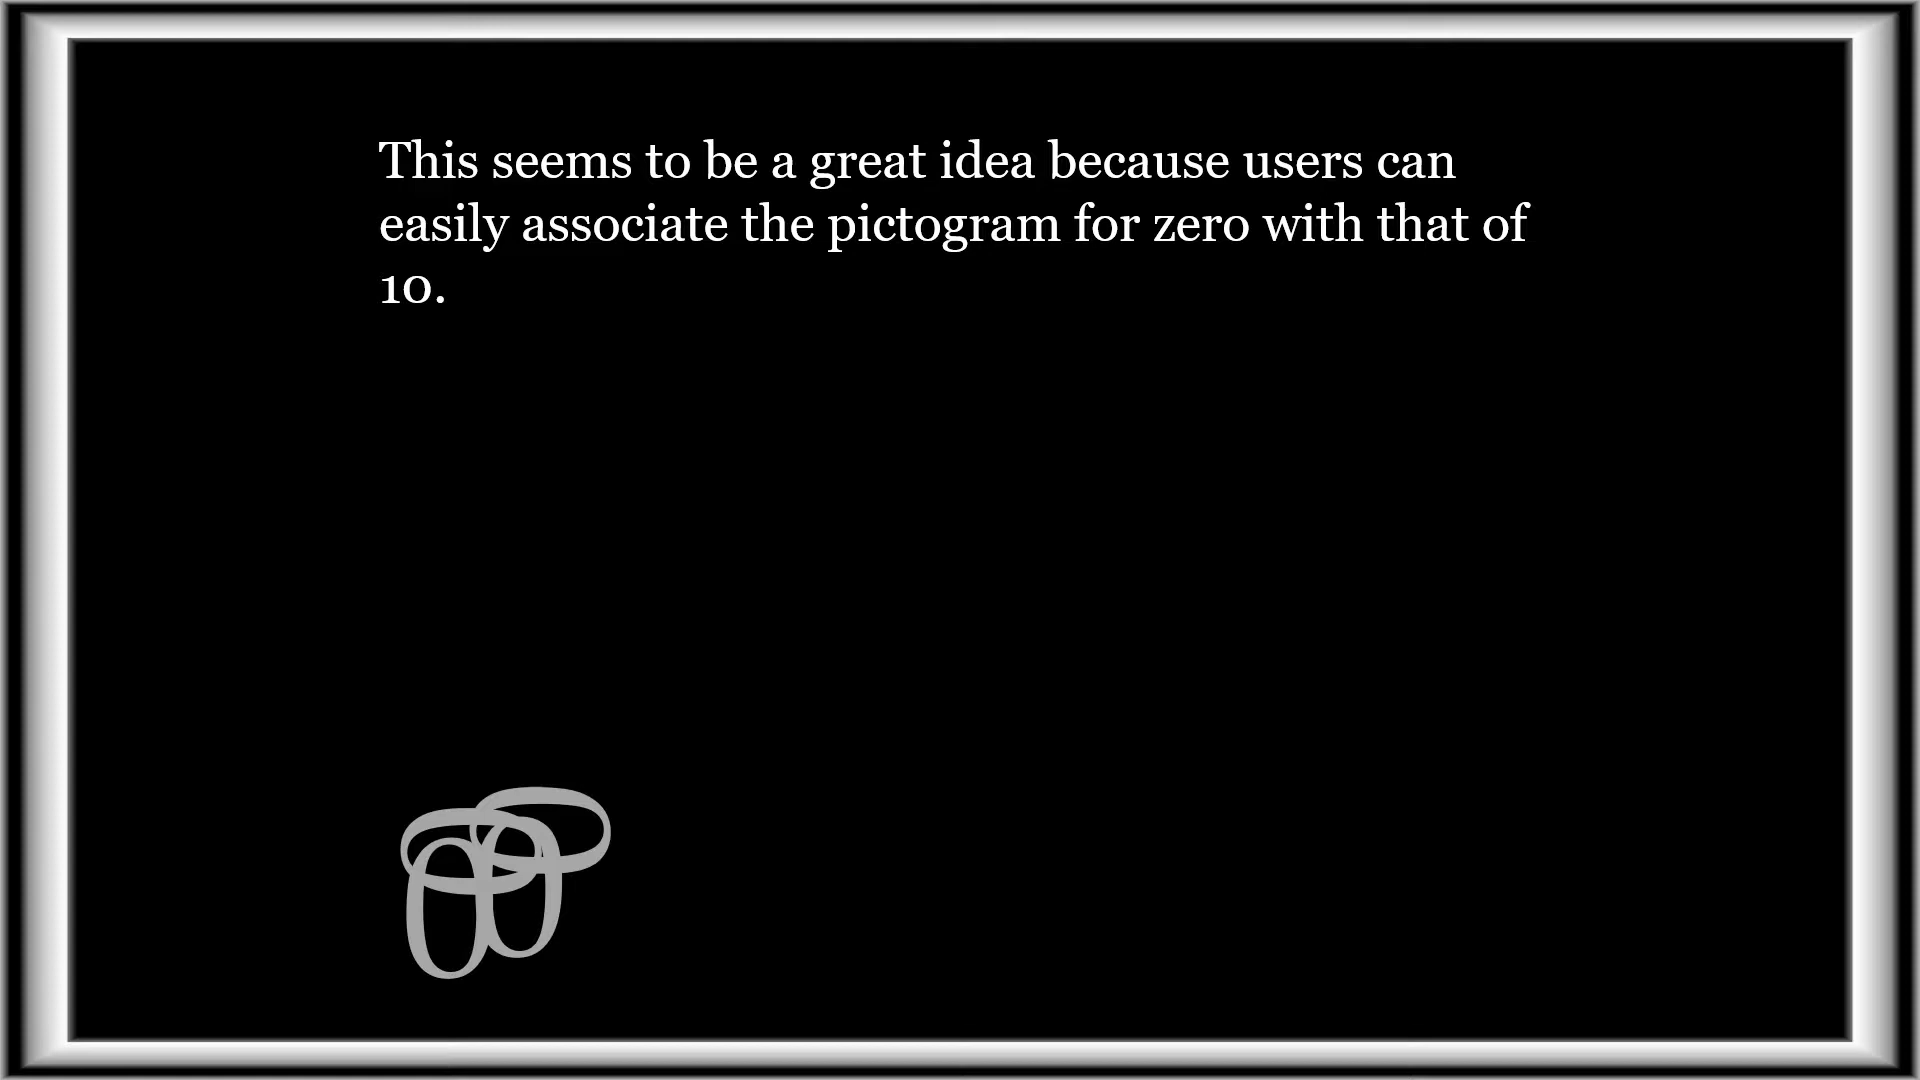 This seems to be a great idea because users can
easily associate the pictogram for zero with that of
10.